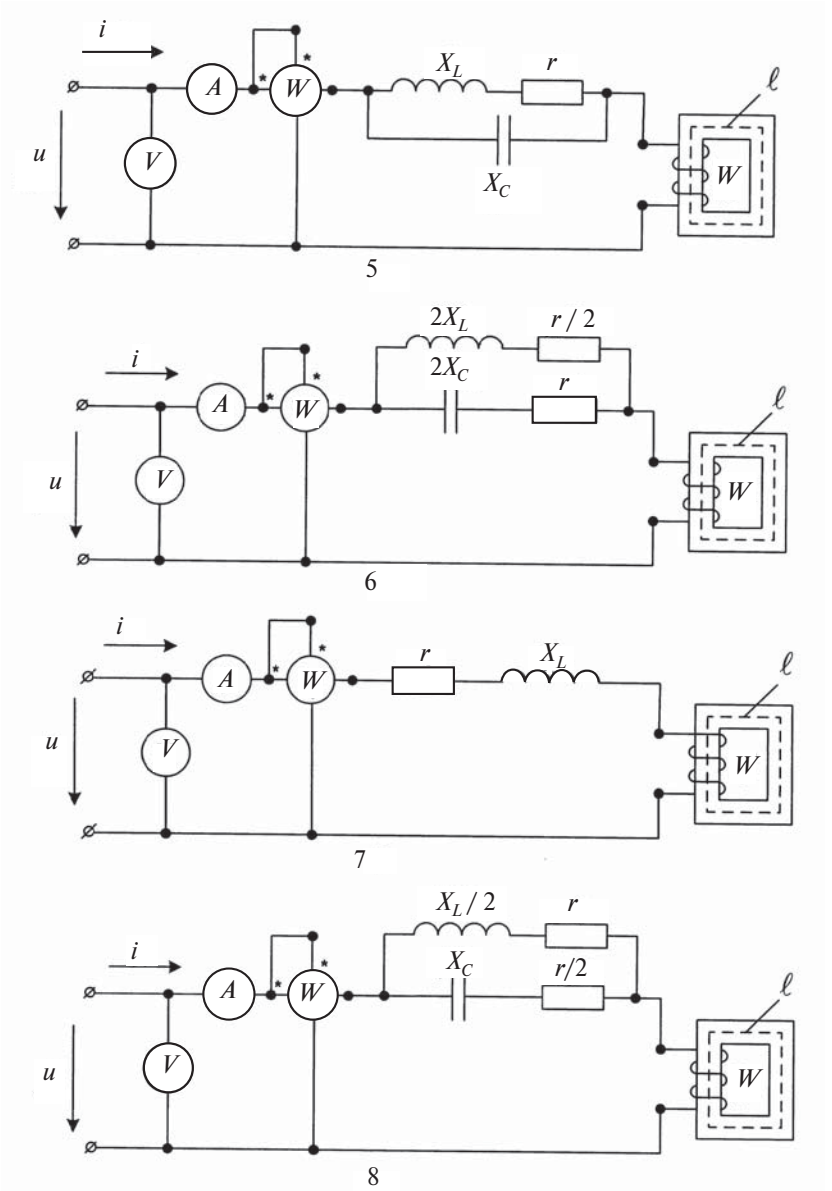 i
X_L r ℓ
A * * W
u V X_C W
5
2X_L r / 2
i 2X_C r ℓ
A * * W
u V W
6
i r X_L ℓ
A * * W
u V W
7
X_L / 2 r
i X_C r/2 ℓ
A * * W
u V W
8